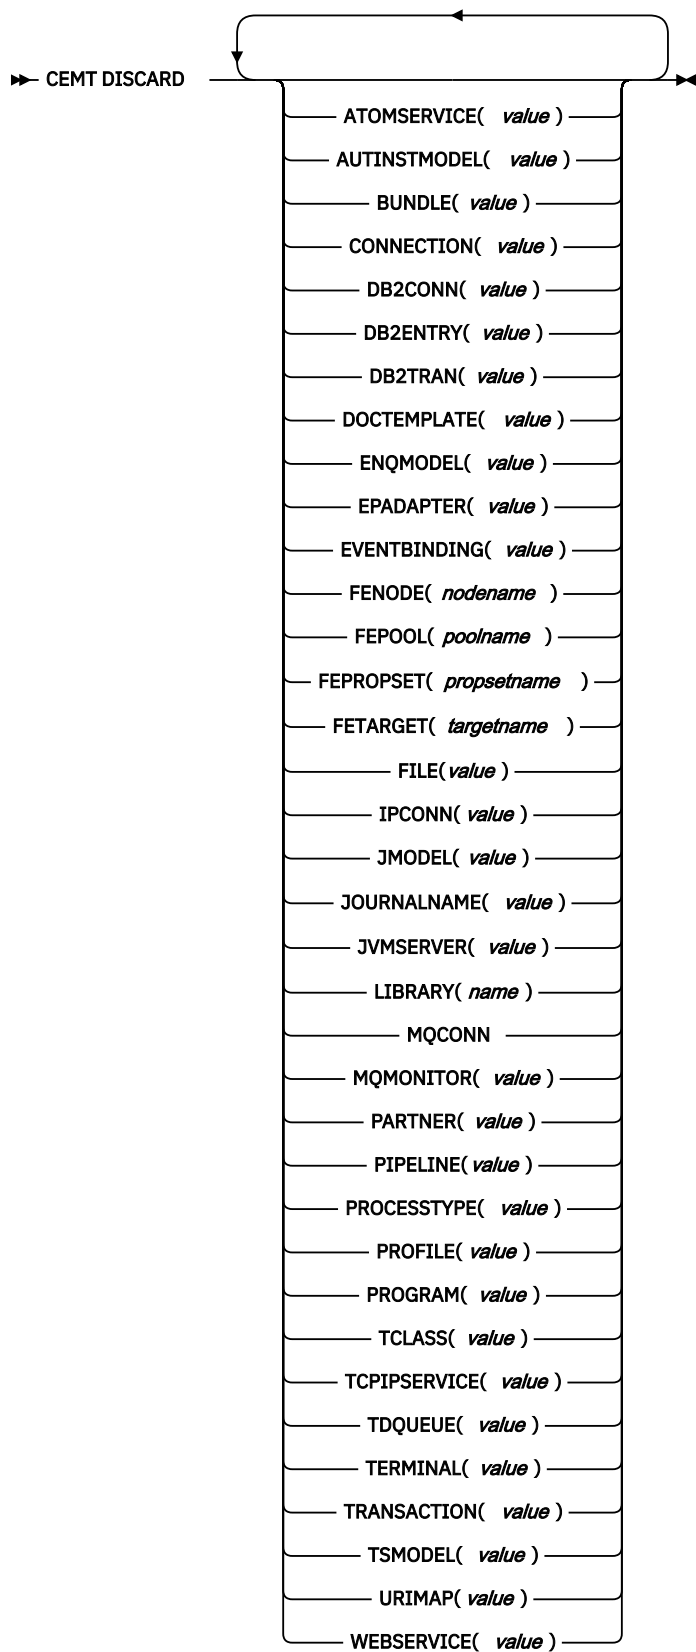 CEMT DISCARD
ATOMSERVICE( value )
AUTINSTMODEL( value )
BUNDLE( value )
CONNECTION( value )
DB2CONN( value )
DB2ENTRY( value )
DB2TRAN( value )
DOCTEMPLATE( value )
ENQMODEL( value )
EPADAPTER( value )
EVENTBINDING( value )
FENODE( nodename )
FEPOOL( poolname )
FEPROPSET( propsetname )
FETARGET( targetname )
FILE( value )
IPCONN( value )
JMODEL( value )
JOURNALNAME( value )
JVMSERVER( value )
LIBRARY( name )
MQCONN
MQMONITOR( value )
PARTNER( value )
PIPELINE( value )
PROCESSTYPE( value )
PROFILE( value )
PROGRAM( value )
TCLASS( value )
TCPIPSERVICE( value )
TDQUEUE( value )
TERMINAL( value )
TRANSACTION( value )
TSMODEL( value )
URIMAP( value )
WEBSERVICE( value )